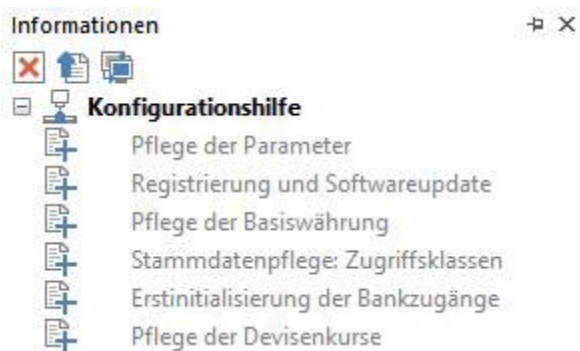 Informationen
Konfigurationshilfe
Pflege der Parameter
Registrierung und Softwareupdate
Pflege der Basiswährung
Stammdatenpflege: Zugriffsklassen
Erstinitialisierung der Bankzugänge
Pflege der Devisenkurse